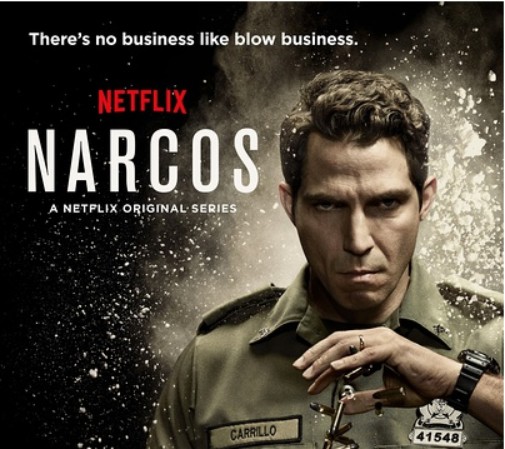 There's no business like blow business.
NETFLIX
NARCOS
A NETFLIX ORIGINAL SERIES
CARRILLO
41548